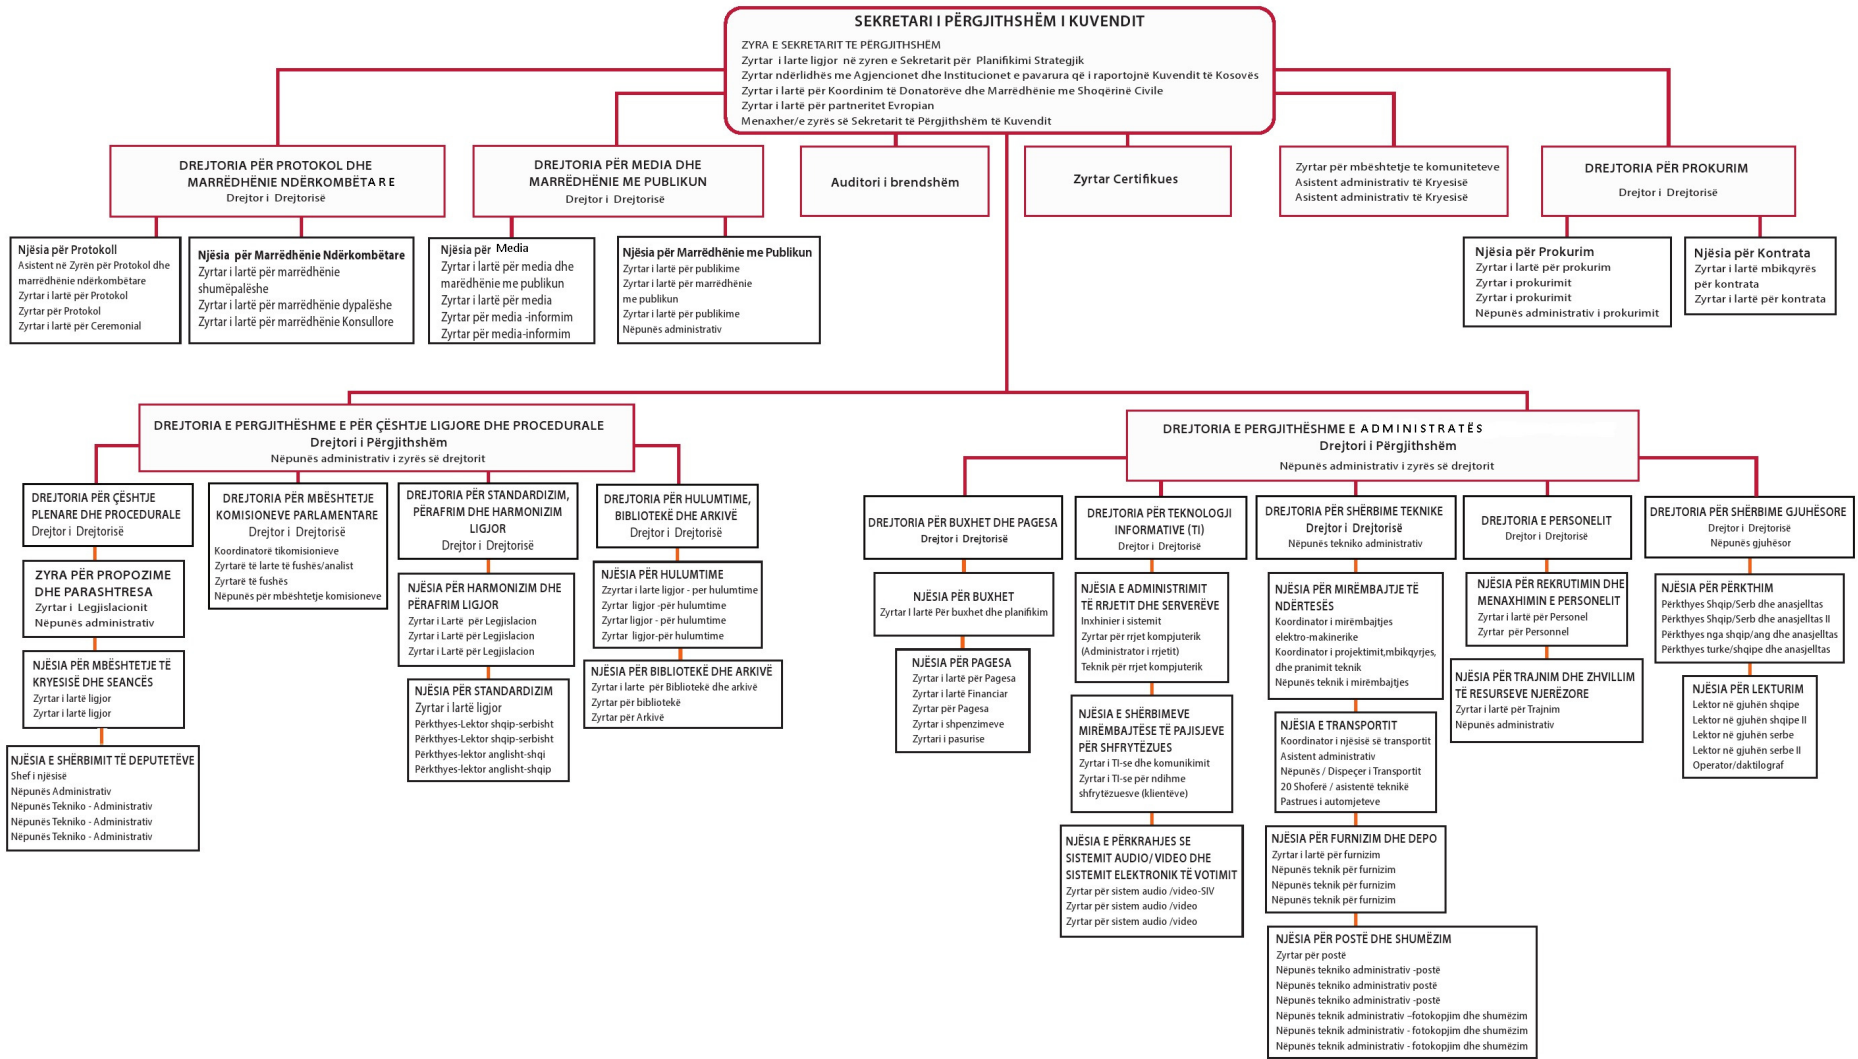 SEKRETARI I PËRGJITHSHËM I KUVENDIT
ZYRA E SEKRETARIT TE PËRGJITHSHËM
Zyrtar i larte ligjor në zyren e Sekretarit për Planifikimi Strategjik
Zyrtar ndërlidhës me Agjencionet dhe Institucionet e pavarura që i raportojnë Kuvendit të Kosovës
Zyrtar i lartë për Koordinim të Donatorëve dhe Marrëdhënie me Shoqërinë Civile
Zyrtar i lartë për partneritet Evropian
Menaxher/e zyrës së Sekretarit të Përgjithshëm të Kuvendit
DREJTORIA PËR PROTOKOL DHE
MARRËDHËNIE NDËRKOMBËTARE
Drejtor i Drejtorisë
DREJTORIA PËR MEDIA DHE
MARRËDHËNIE ME PUBLIKUN
Drejtor i Drejtorisë
Auditori i brendshëm
Zyrtar Certifikues
Zyrtar për mbështetje te komuniteteve
Asistent administrativ të Kryesisë
Asistent administrativ të Kryesisë
DREJTORIA PËR PROKURIM
Drejtor i Drejtorisë
Njësia për Protokoll
Asistent në Zyrën për Protokol dhe
marrëdhënie ndërkombëtare
Zyrtar i lartë për Protokol
Zyrtar për Protokol
Zyrtar i lartë për Ceremonial
Njësia për Marrëdhënie Ndërkombëtare
Zyrtar i lartë për marrëdhënie
shumëpalëshe
Zyrtar i lartë për marrëdhënie dypalëshe
Zyrtar i lartë për marrëdhënie Konsullore
Njësia për Media
Zyrtar i lartë për media dhe
marëdhënie me publikun
Zyrtar i lartë për media
Zyrtar për media -informim
Zyrtar për media-informim
Njësia për Marrëdhënie me Publikun
Zyrtar i lartë për publikime
Zyrtar i lartë për marrëdhënie
me publikun
Zyrtar i lartë për publikime
Nëpunës administrativ
Njësia për Prokurim
Zyrtar i lartë për prokurim
Zyrtar i prokurimit
Zyrtar i prokurimit
Nëpunës administrativ i prokurimit
Njësia për Kontrata
Zyrtar i lartë mbikqyrës
për kontrata
Zyrtar i lartë për kontrata
DREJTORIA E PERGJITHËSHME E PËR ÇËSHTJE LIGJORE DHE PROCEDURALE
Drejtori i Përgjithshëm
Nëpunës administrativ i zyrës së drejtorit
DREJTORIA E PERGJITHËSHME E ADMINISTRATËS
Drejtori i Përgjithshëm
Nëpunës administrativ i zyrës së drejtorit
DREJTORIA PËR ÇËSHTJE
PLENARE DHE PROCEDURALE
Drejtor i Drejtorisë
ZYRA PËR PROPOZIME
DHE PARASHTRESA
Zyrtar i Legjislacionit
Nëpunës administrativ
NJËSIA PËR MBËSHTETJE TË
KRYESISË DHE SEANCËS
Zyrtar i lartë ligjor
Zyrtar i lartë ligjor
NJËSIA E SHËRBIMIT TË DEPUTETËVE
Shef i njësisë
Nëpunës Administrativ
Nëpunës Tekniko - Administrativ
Nëpunës Tekniko - Administrativ
Nëpunës Tekniko - Administrativ
DREJTORIA PËR MBËSHTETJE
KOMISIONEVE PARLAMENTARE
Drejtor i Drejtorisë
Koordinatorë tikomisionieve
Zyrtarë të larte të fushës/analist
Zyrtarë të fushës
Nëpunës për mbështetje komisioneve
DREJTORIA PËR STANDARDIZIM,
PËRAFRIM DHE HARMONIZIM
LIGJOR
Drejtor i Drejtorisë
NJËSIA PËR HARMONIZIM DHE
PËRAFRIM LIGJOR
Zyrtar i Lartë për Legjislacion
Zyrtar i Lartë për Legjislacion
Zyrtar i Lartë për Legjislacion
NJËSIA PËR STANDARDIZIM
Zyrtar i lartë ligjor
Përkthyes-Lektor shqip-serbisht
Përkthyes-Lektor shqip-serbisht
Përkthyes-lektor anglisht-shqi
Përkthyes-lektor anglisht-shqip
DREJTORIA PËR HULUMTIME,
BIBLIOTEKË DHE ARKIVË
Drejtor i Drejtorisë
NJËSIA PËR HULUMTIME
Zzyrtar i larte ligjor - per hulumtime
Zyrtar ligjor -për hulumtime
Zyrtar ligjor - për hulumtime
Zyrtar ligjor-për hulumtime
NJËSIA PËR BIBLIOTEKË DHE ARKIVË
Zyrtar i larte për Bibliotekë dhe arkivë
Zyrtar për bibliotekë
Zyrtar për Arkivë
DREJTORIA PËR BUXHET DHE PAGESA
Drejtor i Drejtorisë
NJËSIA PËR BUXHET
Zyrtar I lartë Për buxhet dhe planifikim
NJËSIA PËR PAGESA
Zyrtar i lartë për Pagesa
Zyrtar i lartë Financiar
Zyrtar për Pagesa
Zyrtar i shpenzimeve
Zyrtari i pasurise
DREJTORIA PËR TEKNOLOGJI
INFORMATIVE (TI)
Drejtor i Drejtorisë
NJËSIA E ADMINISTRIMIT
TË RRJETIT DHE SERVERËVE
Inxhinier i sistemit
Zyrtar për rrjet kompjuterik
(Administrator i rrjetit)
Teknik për rrjet kompjuterik
NJËSIA E SHËRBIMEVE
MIRËMBAJTËSE TË PAJISJEVE
PËR SHFRYTËZUES
Zyrtar i TI-se dhe komunikimit
Zyrtar i TI-se për ndihme
shfrytëzuesve (klientëve)
NJËSIA E PËRKRAHJES SE
SISTEMIT AUDIO/ VIDEO DHE
SISTEMIT ELEKTRONIK TË VOTIMIT
Zyrtar për sistem audio /video-SIV
Zyrtar për sistem audio /video
Zyrtar për sistem audio /video
DREJTORIA PËR SHËRBIME TEKNIKE
Drejtor i Drejtorisë
Nëpunës tekniko administrativ
NJËSIA PËR MIRËMBAJTJE TË
NDËRTESËS
Koordinator i mirëmbajtjes
elektro-makinerike
Koordinator i projektimit,mbikqyrjes,
dhe pranimit teknik
Nëpunës teknik i mirëmbajtjes
NJËSIA E TRANSPORTIT
Koordinator i njësisë së transportit
Asistent administrativ
Nëpunës / Dispeçer i Transportit
20 Shoferë / asistentë teknikë
Pastrues i automjeteve
NJËSIA PËR FURNIZIM DHE DEPO
Zyrtar i lartë për furnizim
Nëpunës teknik për furnizim
Nëpunës teknik për furnizim
Nëpunës teknik për furnizim
NJËSIA PËR POSTË DHE SHUMËZIM
Zyrtar për postë
Nëpunës tekniko administrativ -postë
Nëpunës tekniko administrativ postë
Nëpunës tekniko administrativ -postë
Nëpunës teknik administrativ –fotokopjim dhe shumëzim
Nëpunës teknik administrativ - fotokopjim dhe shumëzim
Nëpunës teknik administrativ - fotokopjim dhe shumëzim
DREJTORIA E PERSONELIT
Drejtor i Drejtorisë
NJËSIA PËR REKRUTIMIN DHE
MENAXHIMIN E PERSONELIT
Zyrtar i lartë për Personel
Zyrtar për Personnel
NJËSIA PËR TRAJNIM DHE ZHVILLIM
TË RESURSEVE NJERËZORE
Zyrtar i lartë për Trajnim
Nëpunës administrativ
DREJTORIA PËR SHËRBIME GJUHËSORE
Drejtor i Drejtorisë
Nëpunës gjuhësor
NJËSIA PËR PËRKTHIM
Përkthyes Shqip/Serb dhe anasjelltas
Përkthyes Shqip/Serb dhe anasjelltas II
Përkthyes nga shqip/ang dhe anasjelltas
Përkthyes turke/shqipe dhe anasjelltas
NJËSIA PËR LEKTURIM
Lektor në gjuhën shqipe
Lektor në gjuhën shqipe II
Lektor në gjuhën serbe
Lektor në gjuhën serbe II
Operator/daktilograf